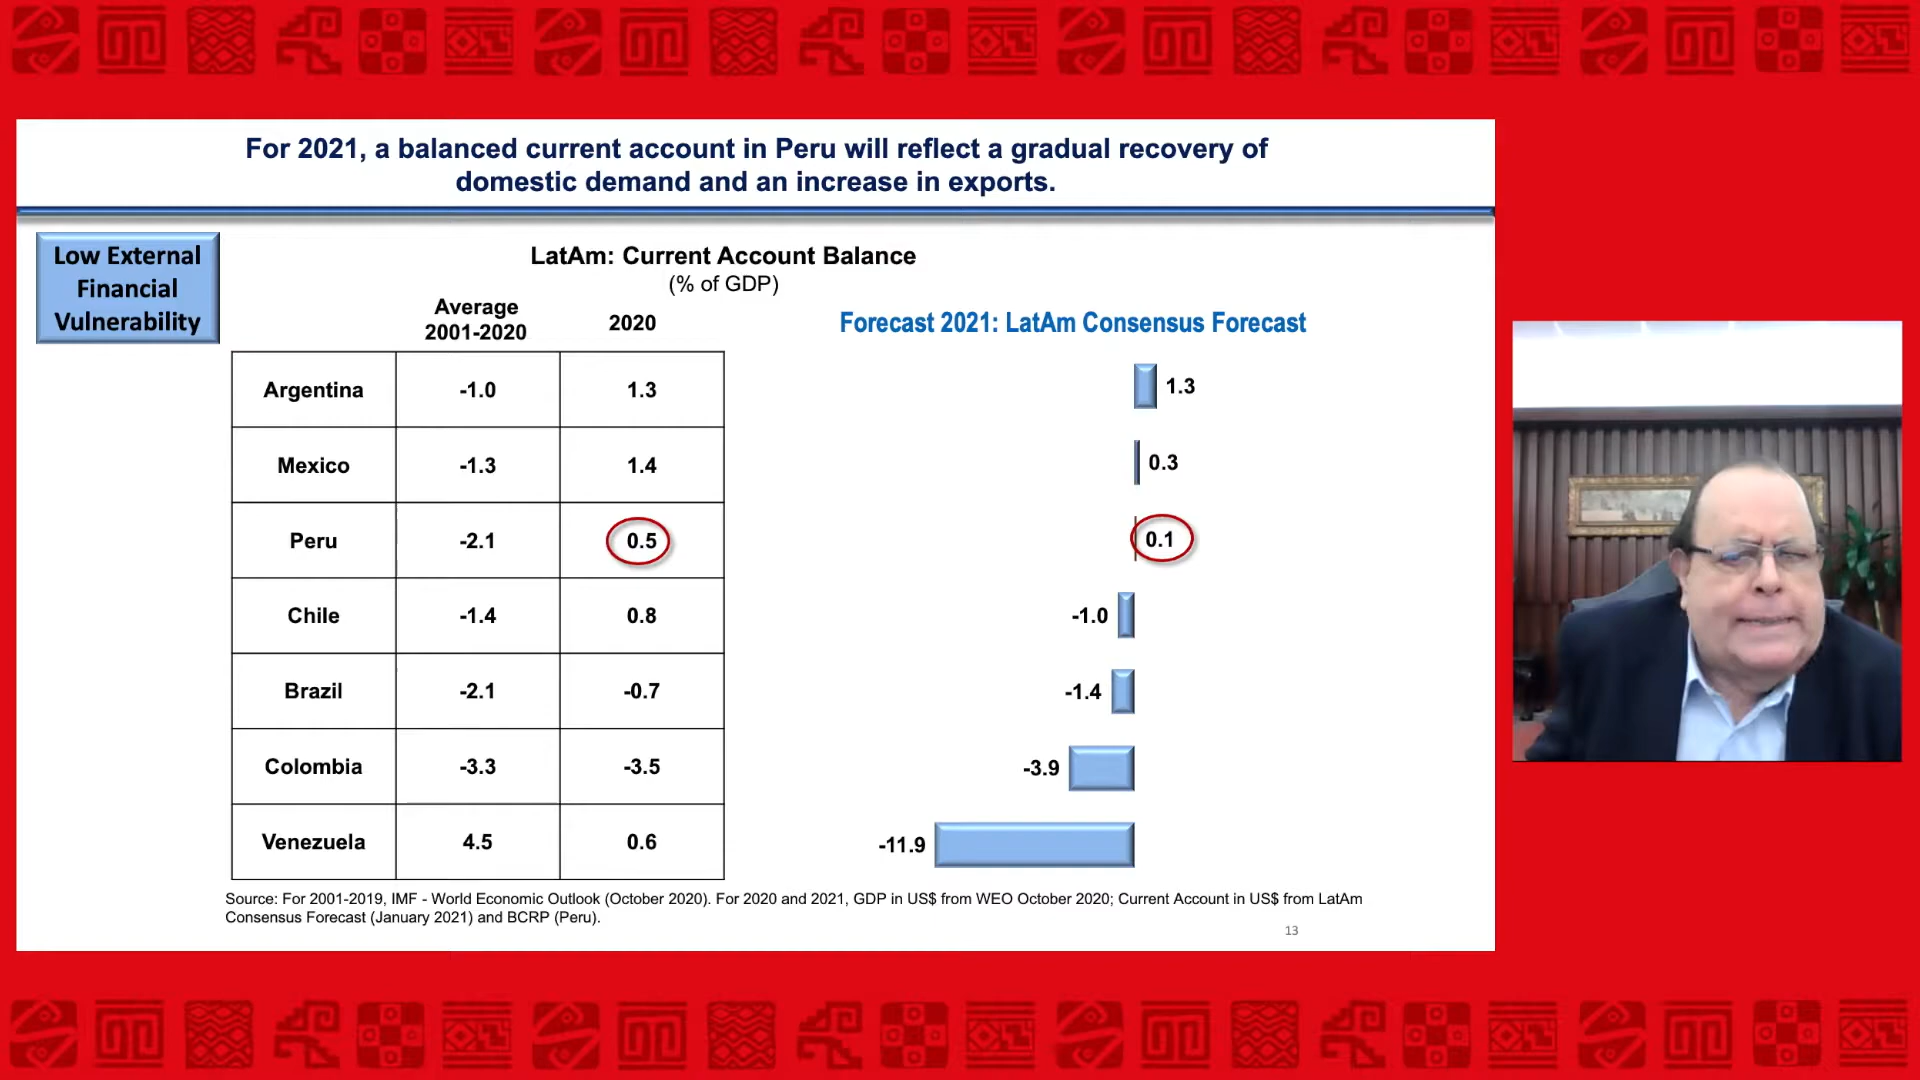 For 2021, a balanced current account in Peru will reflect a gradual recovery of
domestic demand and an increase in exports.
Low External
Financial
Vulnerability
LatAm: Current Account Balance
(% of GDP)
Average
2001-2020
2020
Forecast 2021: LatAm Consensus Forecast
Argentina -1.0 1.3 1.3
Mexico -1.3 1.4 0.3
Peru -2.1 0.5 0.1
Chile -1.4 0.8 -1.0
Brazil -2.1 -0.7 -1.4
Colombia -3.3 -3.5 -3.9
Venezuela 4.5 0.6 -11.9
Source: For 2001-2019, IMF - World Economic Outlook (October 2020). For 2020 and 2021, GDP in US$ from WEO October 2020; Current Account in US$ from LatAm
Consensus Forecast (January 2021) and BCRP (Peru).
13